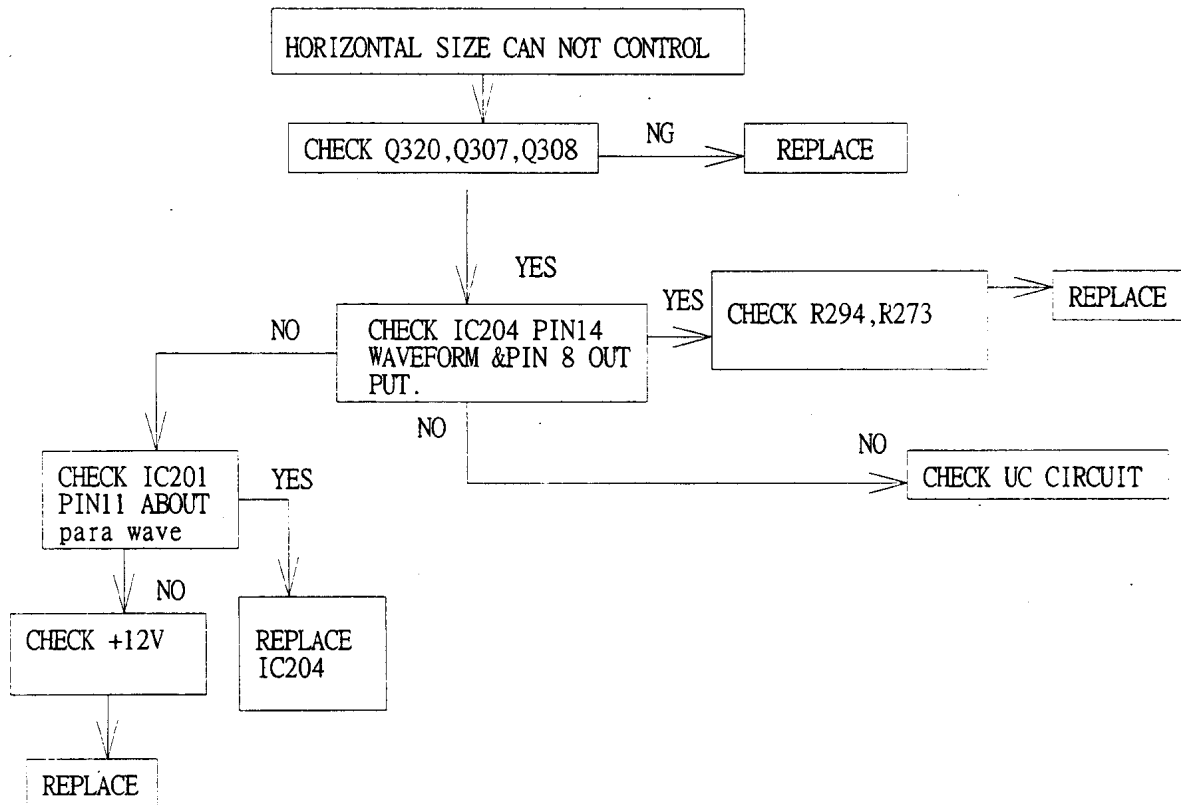 HORIZONTAL SIZE CAN NOT CONTROL
CHECK Q320,Q307,Q308
NG
REPLACE
YES
CHECK IC204 PIN14
WAVEFORM &PIN 8 OUT
PUT.
YES
CHECK R294,R273
REPLACE
NO
NO
NO
CHECK UC CIRCUIT
CHECK IC201
PIN11 ABOUT
para wave
YES
NO
CHECK +12V
REPLACE
IC204
REPLACE